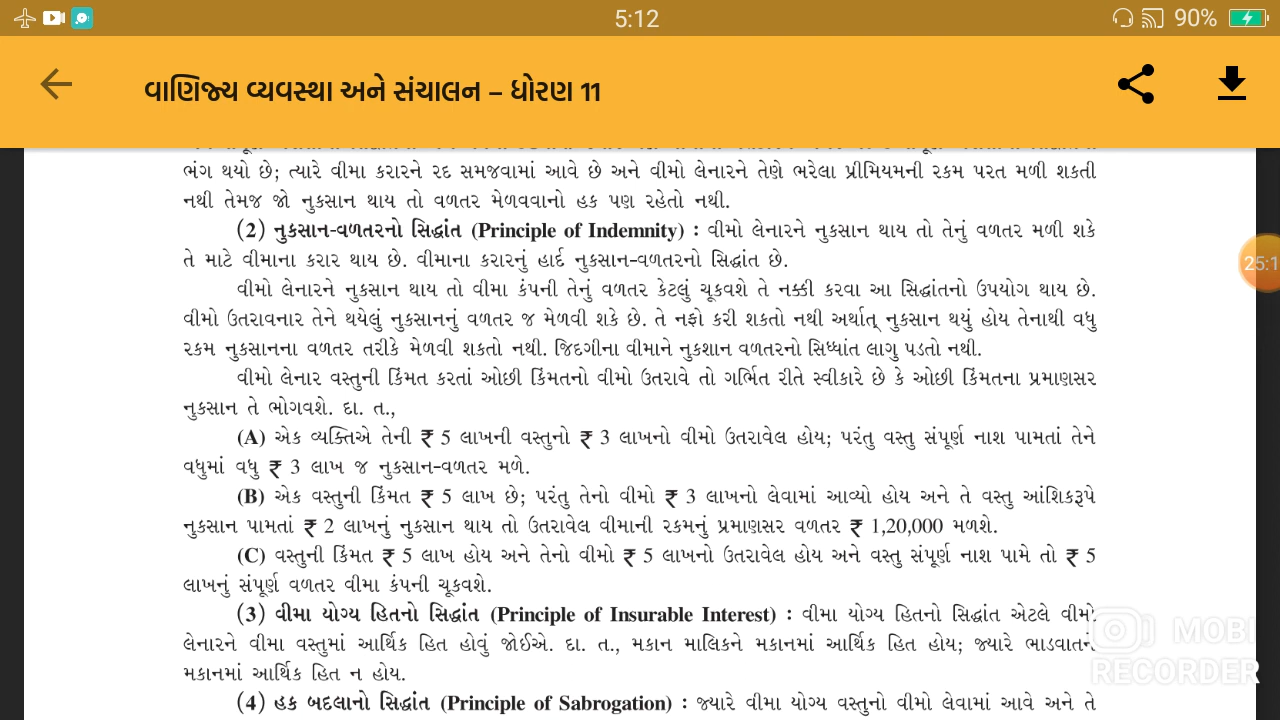 5:12
90%
વાણિજ્ય વ્યવસ્થા અને સંચાલન – ધોરણ 11
ભંગ થયો છે; ત્યારે વીમા કરારને રદ સમજવામાં આવે છે અને વીમો લેનારને તેણે ભરેલા પ્રીમિયમની રકમ પરત મળી શકતી
નથી તેમજ જો નુકસાન થાય તો વળતર મેળવવાનો હક પણ રહેતો નથી.
(2) નુકસાન-વળતરનો સિદ્ધાંત (Principle of Indemnity) : વીમો લેનારને નુકસાન થાય તો તેનું વળતર મળી શકે
તે માટે વીમાના કરાર થાય છે. વીમાના કરારનું હાર્દ નુકસાન-વળતરનો સિદ્ધાંત છે.
વીમો લેનારને નુકસાન થાય તો વીમા કંપની તેનું વળતર કેટલું ચૂકવશે તે નક્કી કરવા આ સિદ્ધાંતનો ઉપયોગ થાય છે.
વીમો ઉતરાવનાર તેને થયેલું નુકસાનનું વળતર જ મેળવી શકે છે. તે નફો કરી શકતો નથી અર્થાત્ નુકસાન થયું હોય તેનાથી વધુ
રકમ નુકસાનના વળતર તરીકે મેળવી શકતો નથી. જિદગીના વીમાને નુકશાન વળતરનો સિધ્ધાંત લાગુ પડતો નથી.
વીમો લેનાર વસ્તુની કિંમત કરતાં ઓછી કિંમતનો વીમો ઉતરાવે તો ગર્ભિત રીતે સ્વીકારે છે કે ઓછી કિંમતના પ્રમાણસર
નુકસાન તે ભોગવશે. દા. ત.,
(A) એક વ્યક્તિએ તેની ₹ 5 લાખની વસ્તુનો ₹ 3 લાખનો વીમો ઉતરાવેલ હોય; પરંતુ વસ્તુ સંપૂર્ણ નાશ પામતાં તેને
વધુમાં વધુ ₹ 3 લાખ જ નુકસાન-વળતર મળે.
(B) એક વસ્તુની કિંમત ₹ 5 લાખ છે; પરંતુ તેનો વીમો ₹ 3 લાખનો લેવામાં આવ્યો હોય અને તે વસ્તુ આંશિકરૂપે
નુકસાન પામતાં ₹ 2 લાખનું નુકસાન થાય તો ઉતરાવેલ વીમાની રકમનું પ્રમાણસર વળતર ₹ 1,20,000 મળશે.
(C) વસ્તુની કિંમત ₹ 5 લાખ હોય અને તેનો વીમો ₹ 5 લાખનો ઉતરાવેલ હોય અને વસ્તુ સંપૂર્ણ નાશ પામે તો ₹ 5
લાખનું સંપૂર્ણ વળતર વીમા કંપની ચૂકવશે.
(3) વીમા યોગ્ય હિતનો સિદ્ધાંત (Principle of Insurable Interest) : વીમા યોગ્ય હિતનો સિદ્ધાંત એટલે વીમો
લેનારને વીમા વસ્તુમાં આર્થિક હિત હોવું જોઈએ. દા. ત., મકાન માલિકને મકાનમાં આર્થિક હિત હોય; જ્યારે ભાડવાતને
મકાનમાં આર્થિક હિત ન હોય.
(4) હક બદલાનો સિદ્ધાંત (Principle of Sabrogation) : જ્યારે વીમા યોગ્ય વસ્તુનો વીમો લેવામાં આવે અને તે
25:1
MOBI
RECORDER